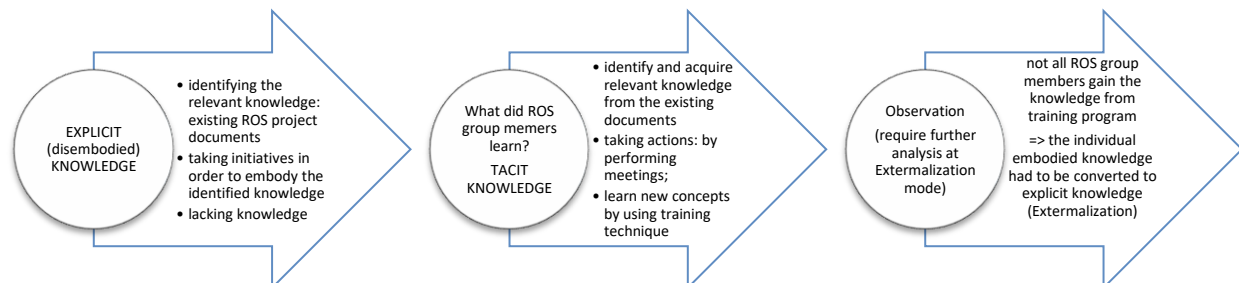 EXPLICIT
(disembodied)
KNOWLEDGE
• identifying the
relevant knowledge:
existing ROS project
documents
• taking initiatives in
order to embody the
identified knowledge
• lacking knowledge
What did ROS
group memers
learn?
TACIT
KNOWLEDGE
• identify and acquire
relevant knowledge
from the existing
documents
• taking actions: by
performing
meetings;
• learn new concepts
by using training
technique
Observation
(require further
analysis at
Extermalization
mode)
not all ROS group
members gain the
knowledge from
training program
=> the individual
embodied knowledge
had to be converted to
explicit knowledge
(Extermalization)